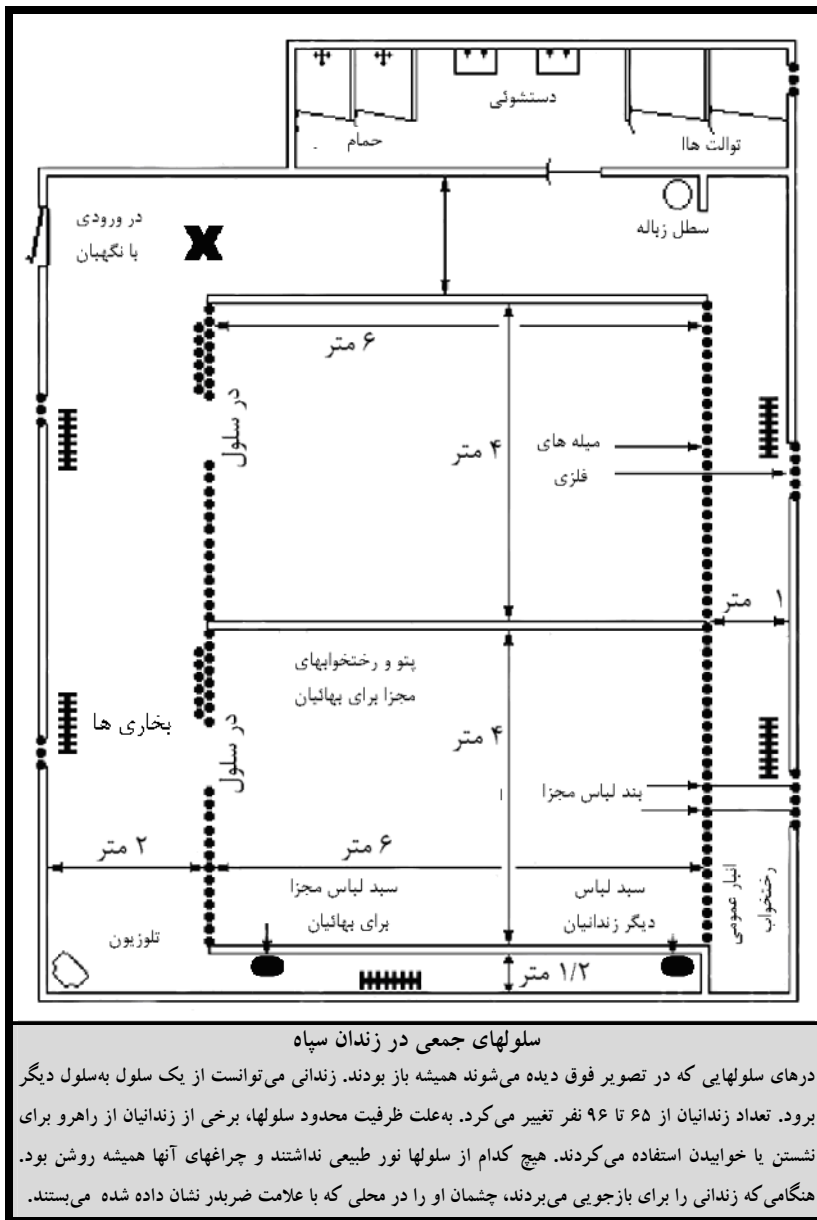 دستشوئی
حمام
توالت هاا
در ورودی
با نگهبان
X
سطل زباله
۶ متر
در سلول
۴ متر
میله های
فلزی
۱ متر
پتو و رختخوابهای
مجزا برای بهائیان
بخاری ها
در سلول
۴ متر
بند لباس مجزا
۲ متر
۶ متر
سبد لباس مجزا
برای بهائیان
سبد لباس
دیگر زندانیان
انبار عمومی
رختخواب
تلوزیون
۱/۲ متر
سلولهای جمعی در زندان سپاه
درهای سلولهایی که در تصویر فوق دیده می‌شوند همیشه باز بودند. زندانی می‌توانست از یک سلول به‌سلول دیگر
برود. تعداد زندانیان از ۶۵ تا ۹۶ نفر تغییر می‌کرد. به‌علت ظرفیت محدود سلولها، برخی از زندانیان از راهرو برای
نشستن یا خوابیدن استفاده می‌کردند. هیچ کدام از سلولها نور طبیعی نداشتند و چراغهای آنها همیشه روشن بود.
هنگامی‌که زندانی را برای بازجویی می‌بردند، چشمان او را در محلی که با علامت ضربدر نشان داده شده می‌بستند.